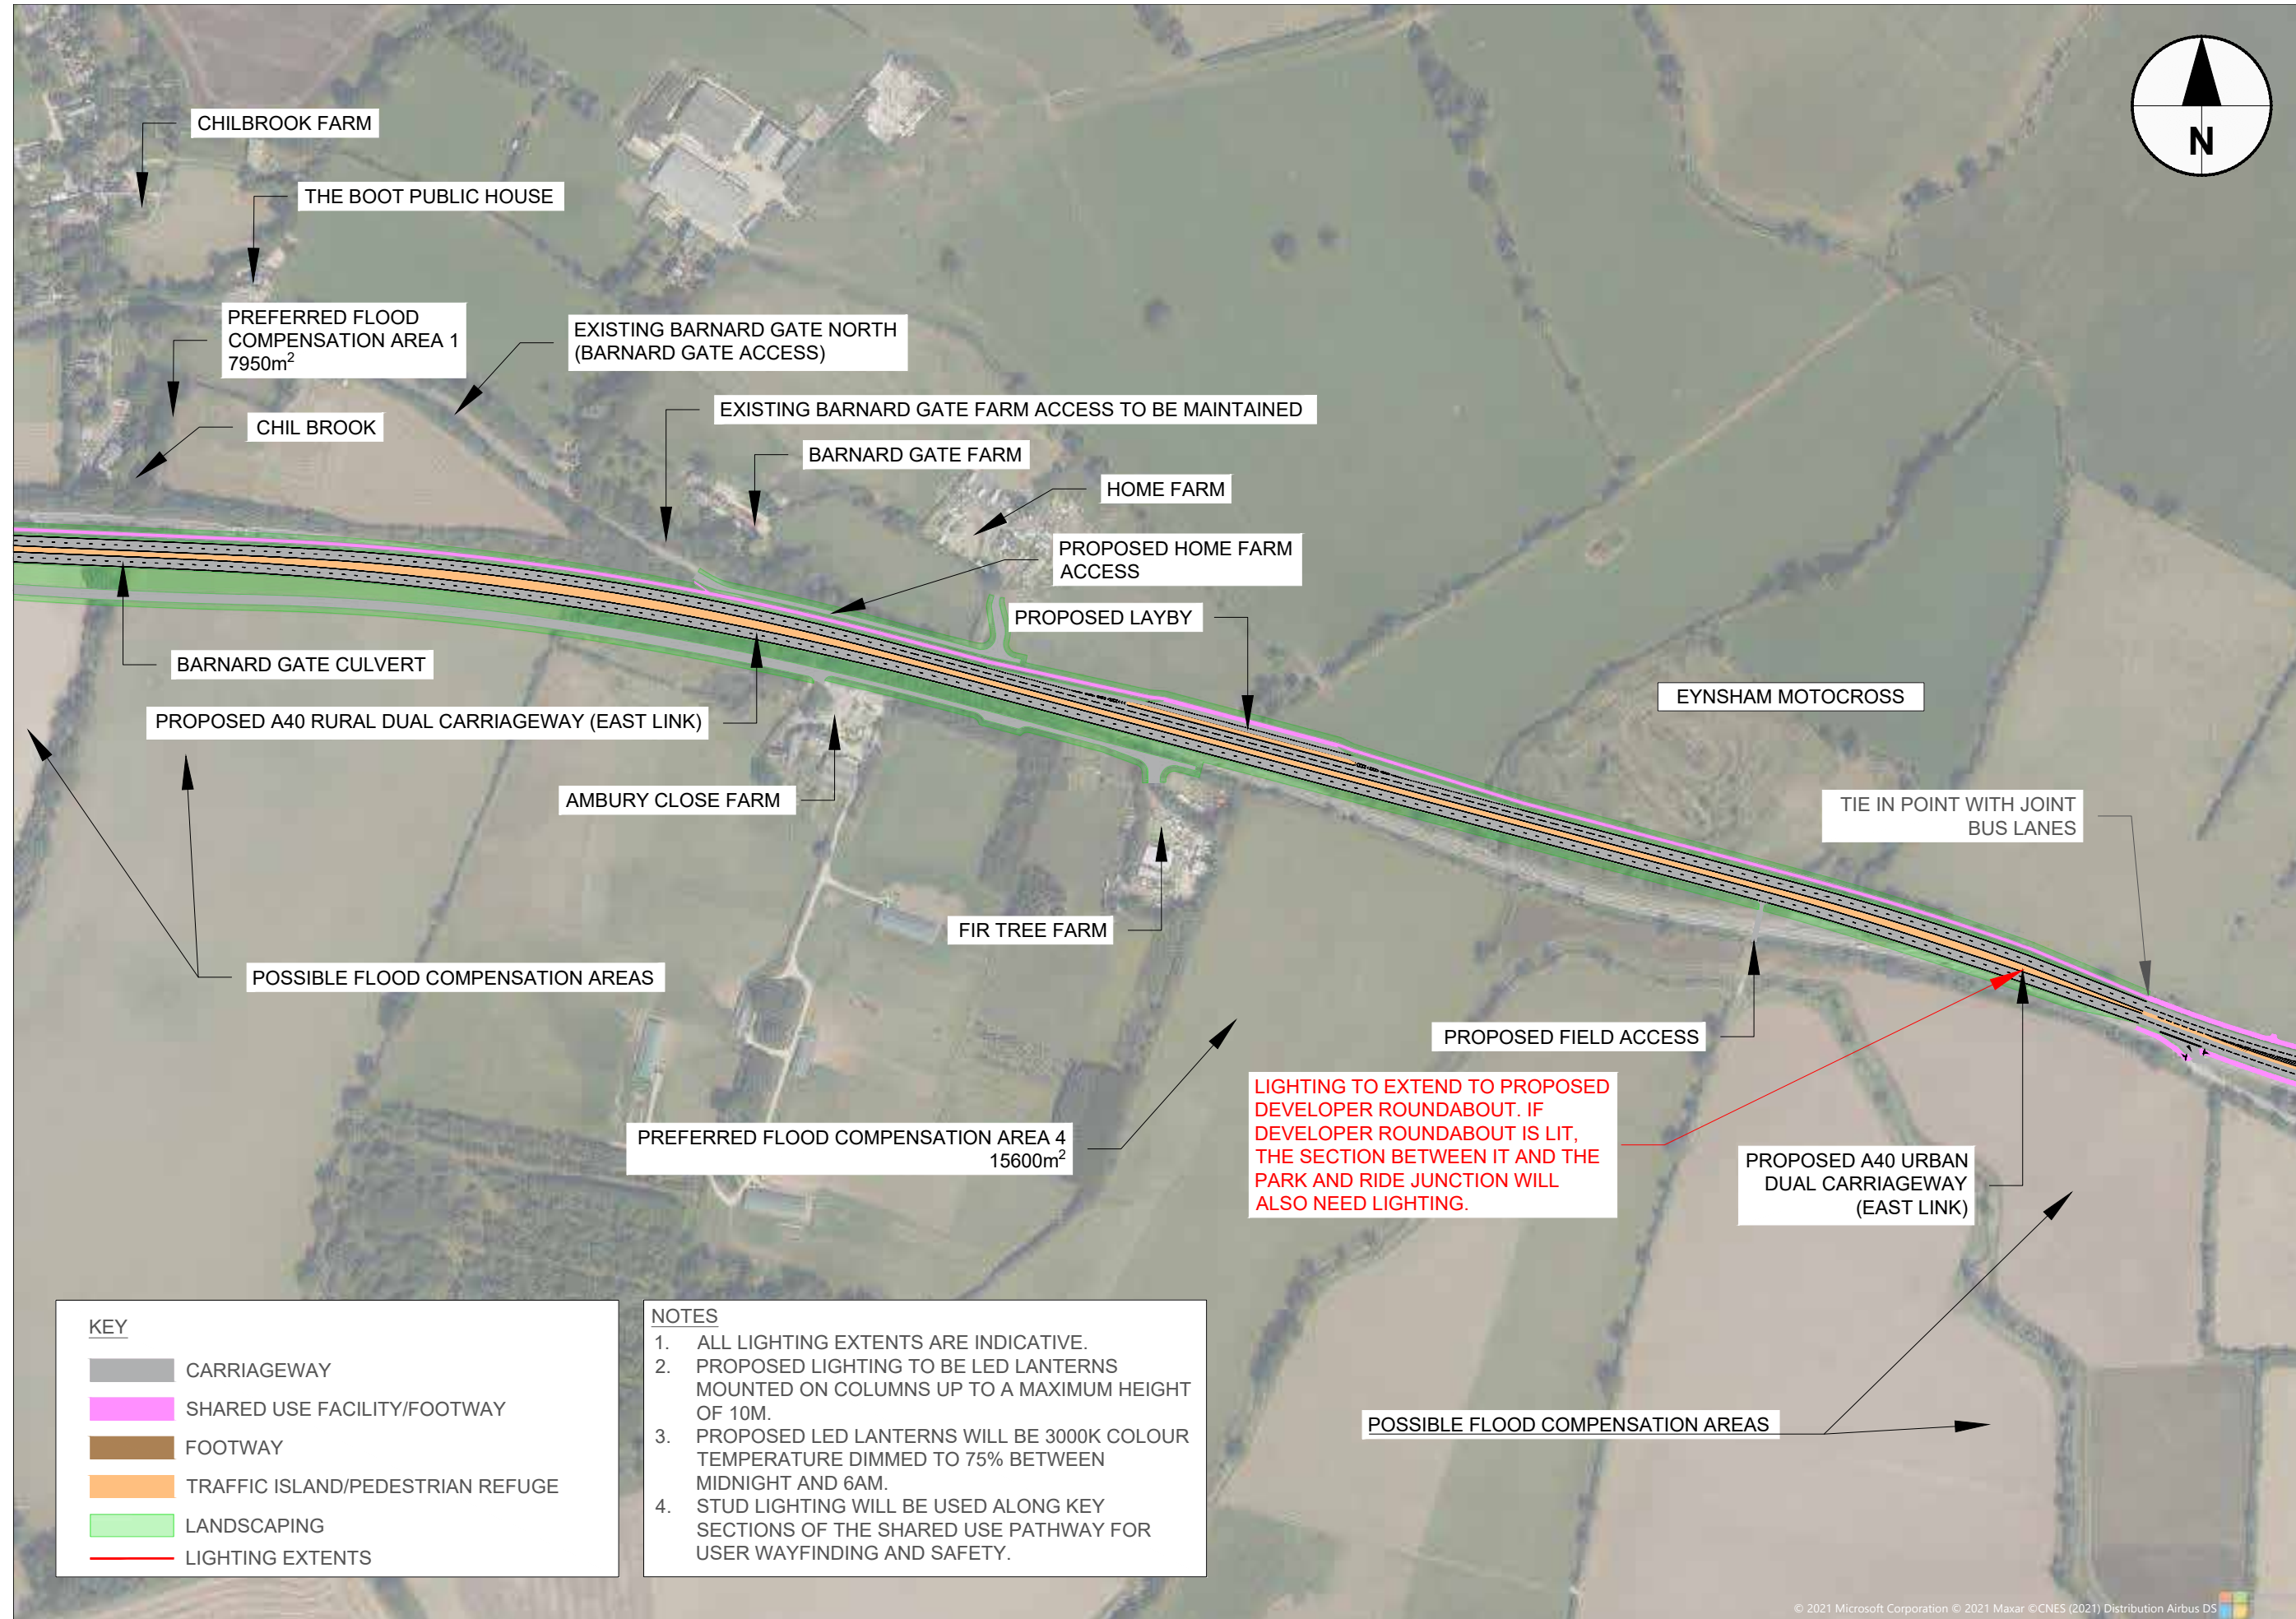 N
CHILBROOK FARM
THE BOOT PUBLIC HOUSE
PREFERRED FLOOD
COMPENSATION AREA 1
7950m²
EXISTING BARNARD GATE NORTH
(BARNARD GATE ACCESS)
CHIL BROOK
EXISTING BARNARD GATE FARM ACCESS TO BE MAINTAINED
BARNARD GATE FARM
HOME FARM
PROPOSED HOME FARM
ACCESS
PROPOSED LAYBY
BARNARD GATE CULVERT
EYNSHAM MOTOCROSS
PROPOSED A40 RURAL DUAL CARRIAGEWAY (EAST LINK)
AMBURY CLOSE FARM
TIE IN POINT WITH JOINT
BUS LANES
FIR TREE FARM
POSSIBLE FLOOD COMPENSATION AREAS
PROPOSED FIELD ACCESS
LIGHTING TO EXTEND TO PROPOSED
DEVELOPER ROUNDABOUT. IF
DEVELOPER ROUNDABOUT IS LIT,
THE SECTION BETWEEN IT AND THE
PARK AND RIDE JUNCTION WILL
ALSO NEED LIGHTING.
PREFERRED FLOOD COMPENSATION AREA 4
15600m²
PROPOSED A40 URBAN
DUAL CARRIAGEWAY
(EAST LINK)
POSSIBLE FLOOD COMPENSATION AREAS
KEY
CARRIAGEWAY
SHARED USE FACILITY/FOOTWAY
FOOTWAY
TRAFFIC ISLAND/PEDESTRIAN REFUGE
LANDSCAPING
LIGHTING EXTENTS
NOTES
1. ALL LIGHTING EXTENTS ARE INDICATIVE.
2. PROPOSED LIGHTING TO BE LED LANTERNS
MOUNTED ON COLUMNS UP TO A MAXIMUM HEIGHT
OF 10M.
3. PROPOSED LED LANTERNS WILL BE 3000K COLOUR
TEMPERATURE DIMMED TO 75% BETWEEN
MIDNIGHT AND 6AM.
4. STUD LIGHTING WILL BE USED ALONG KEY
SECTIONS OF THE SHARED USE PATHWAY FOR
USER WAYFINDING AND SAFETY.
© 2021 Microsoft Corporation © 2021 Maxar ©CNES (2021) Distribution Airbus DS